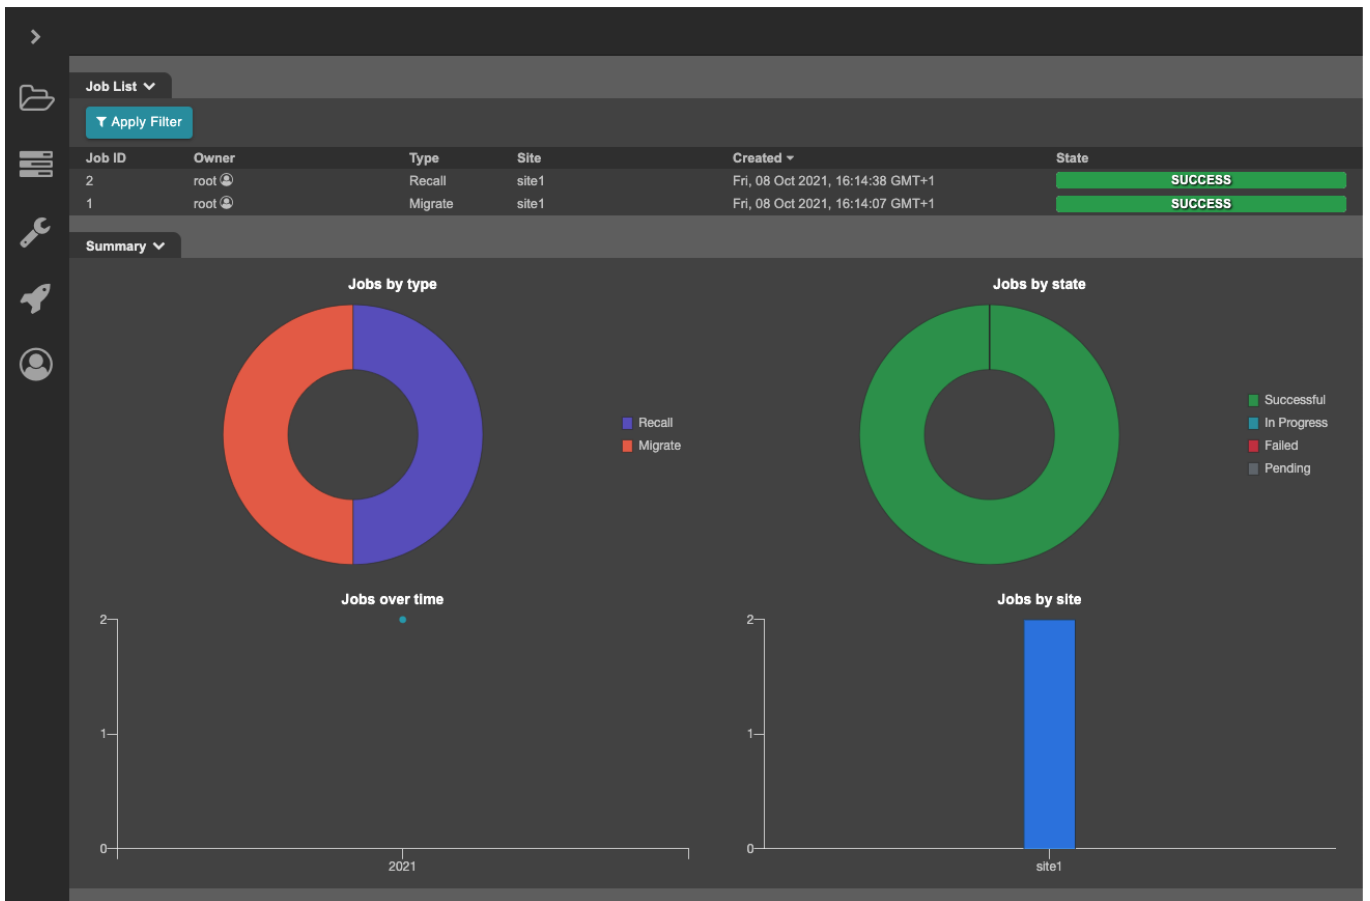 Job List
Apply Filter
Job ID Owner Type Site Created State
2 root Recall site1 Fri, 08 Oct 2021, 16:14:38 GMT+1 SUCCESS
1 root Migrate site1 Fri, 08 Oct 2021, 16:14:07 GMT+1 SUCCESS
Summary
Jobs by type
Recall
Migrate
Jobs by state
Successful
In Progress
Failed
Pending
Jobs over time
2
1
0
2021
Jobs by site
2
1
0
site1